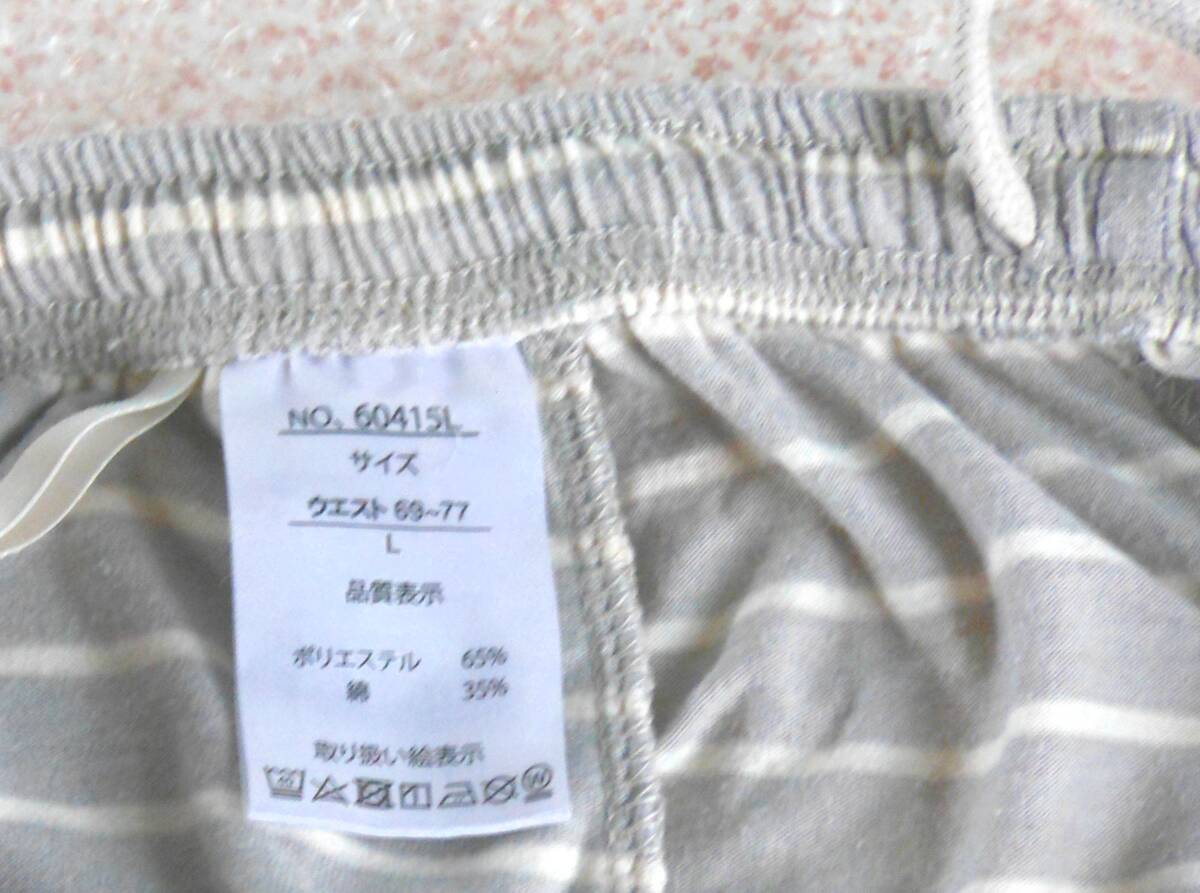 NO. 60415L
サイズ
ウエスト 69~77
L
品質表示
ポリエステル 65%
綿 35%
取り扱い絵表示